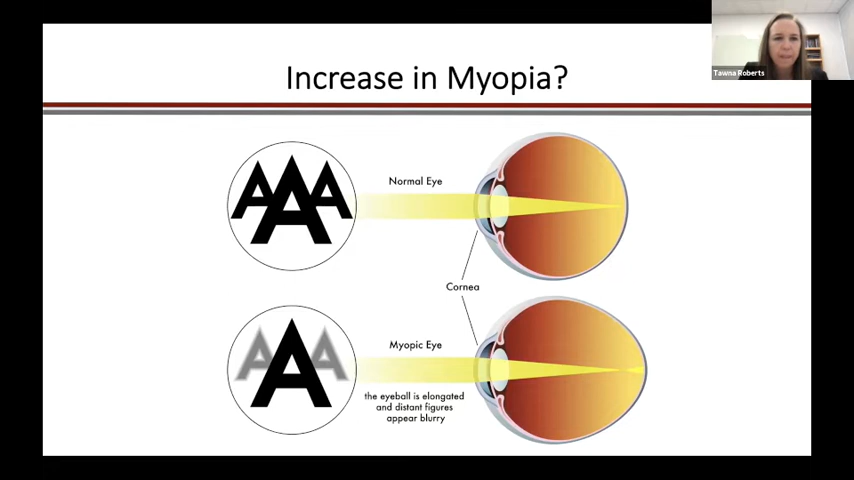 Tawna Roberts
Increase in Myopia?
AAA
Normal Eye
Cornea
AAA
Myopic Eye
the eyeball is elongated
and distant figures
appear blurry